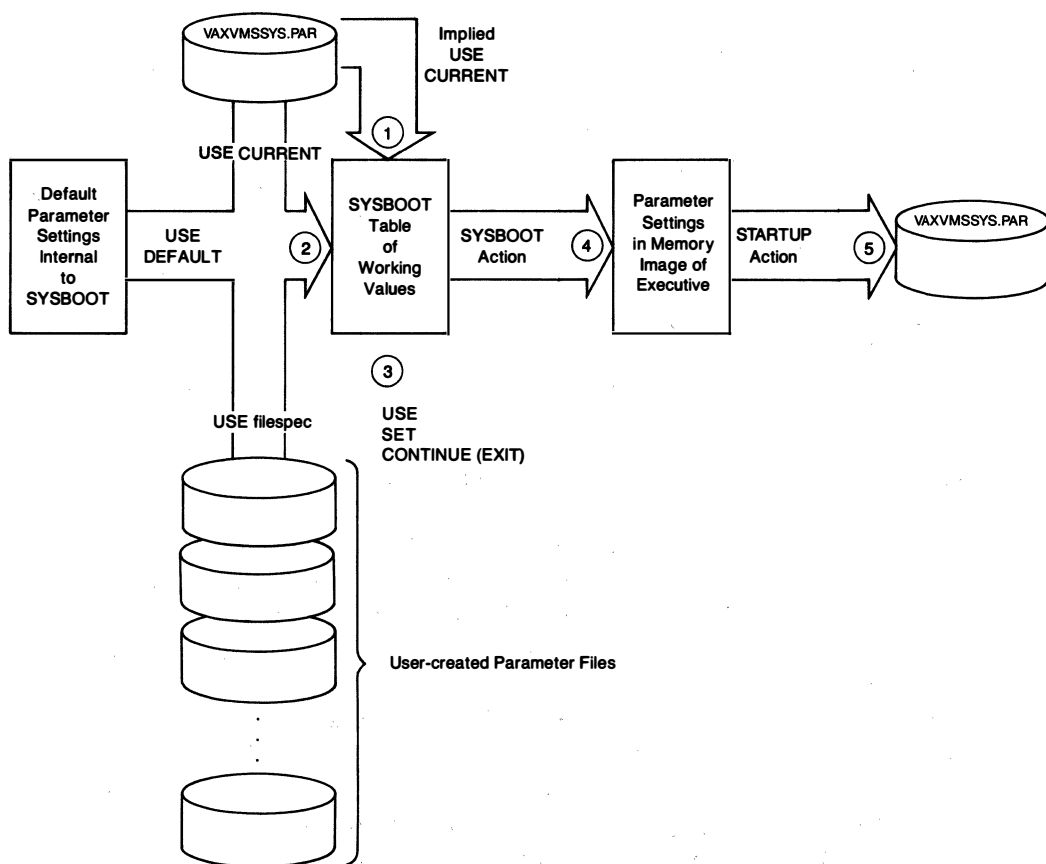 VAXVMSSYS.PAR
Implied
USE
CURRENT
1
USE CURRENT
Default
Parameter
Settings
Internal
to
SYSBOOT
USE
DEFAULT
2
SYSBOOT
Table
of
Working
Values
SYSBOOT
Action
4
Parameter
Settings
in Memory
Image of
Executive
STARTUP
Action
5
VAXVMSSYS.PAR
3
USE
SET
CONTINUE (EXIT)
USE filespec
User-created Parameter Files